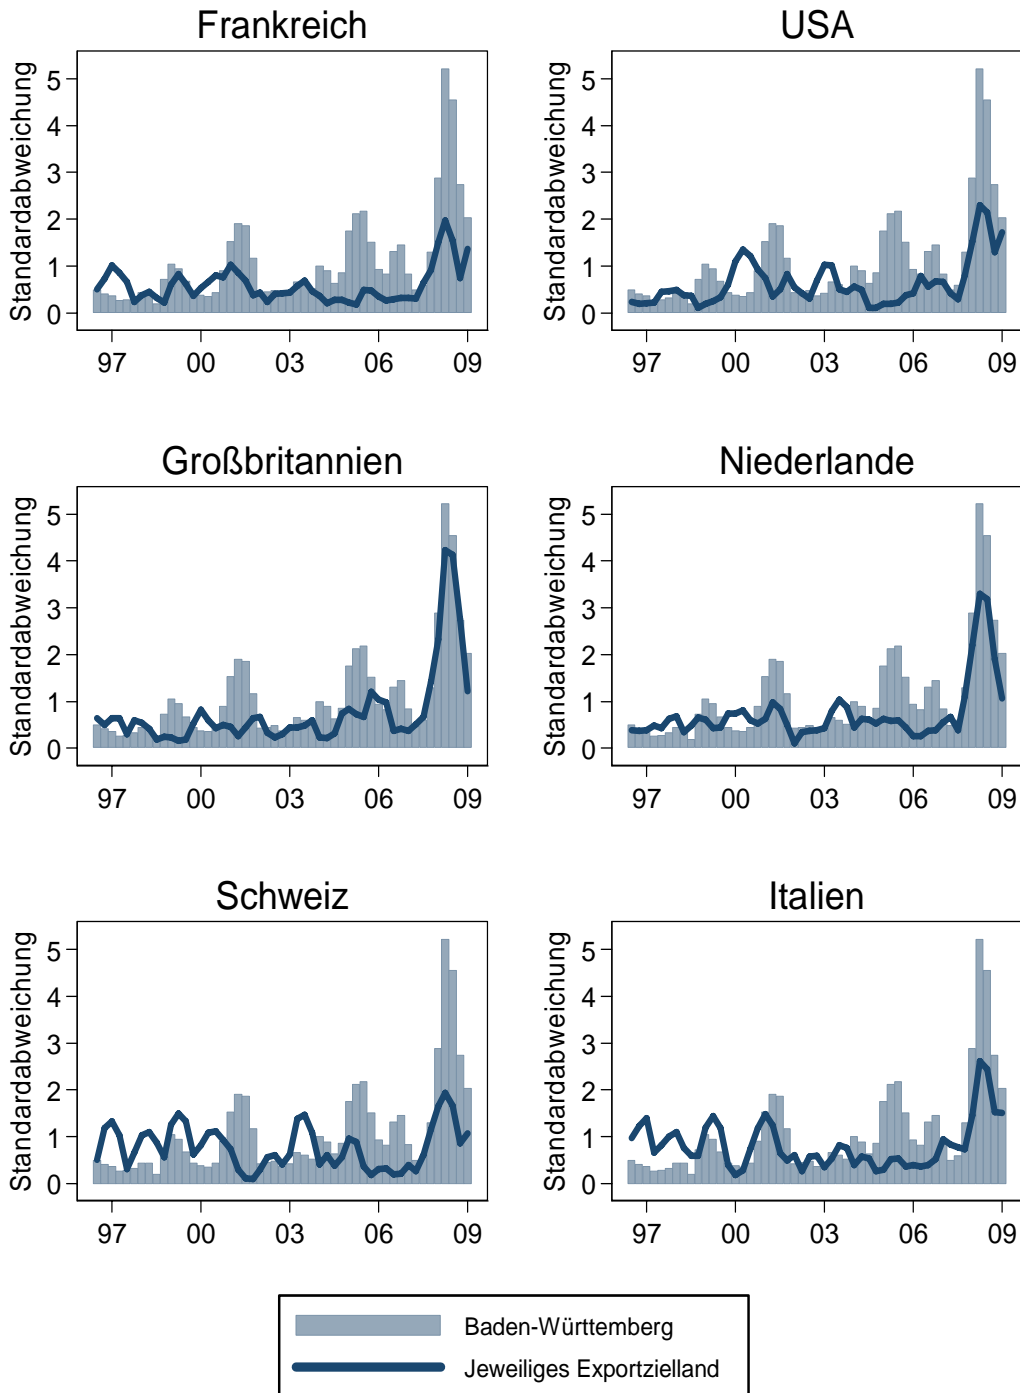 Frankreich
Standardabweichung
5
4
3
2
1
0
97 00 03 06 09
USA
Standardabweichung
5
4
3
2
1
0
97 00 03 06 09
Großbritannien
Standardabweichung
5
4
3
2
1
0
97 00 03 06 09
Niederlande
Standardabweichung
5
4
3
2
1
0
97 00 03 06 09
Schweiz
Standardabweichung
5
4
3
2
1
0
97 00 03 06 09
Italien
Standardabweichung
5
4
3
2
1
0
97 00 03 06 09
Baden-Württemberg
Jeweiliges Exportzielland